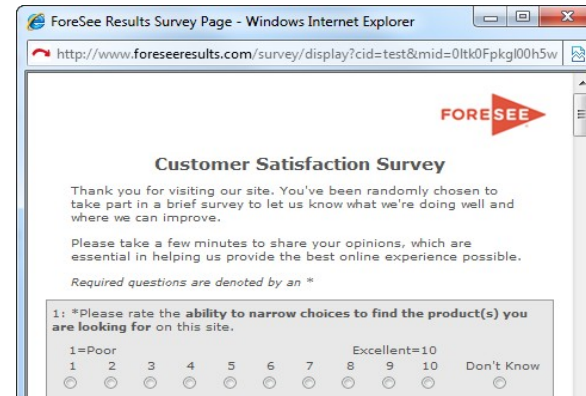 ForeSee Results Survey Page - Windows Internet Explorer
http://www.foreseeresults.com/survey/display?cid=test&mid=0Itk0Fpkgl00h5w
FORESEE
Customer Satisfaction Survey
Thank you for visiting our site. You've been randomly chosen to
take part in a brief survey to let us know what we're doing well and
where we can improve.
Please take a few minutes to share your opinions, which are
essential in helping us provide the best online experience possible.
Required questions are denoted by an *
1: *Please rate the ability to narrow choices to find the product(s) you
are looking for on this site.
1=Poor Excellent=10
1 2 3 4 5 6 7 8 9 10 Don't Know